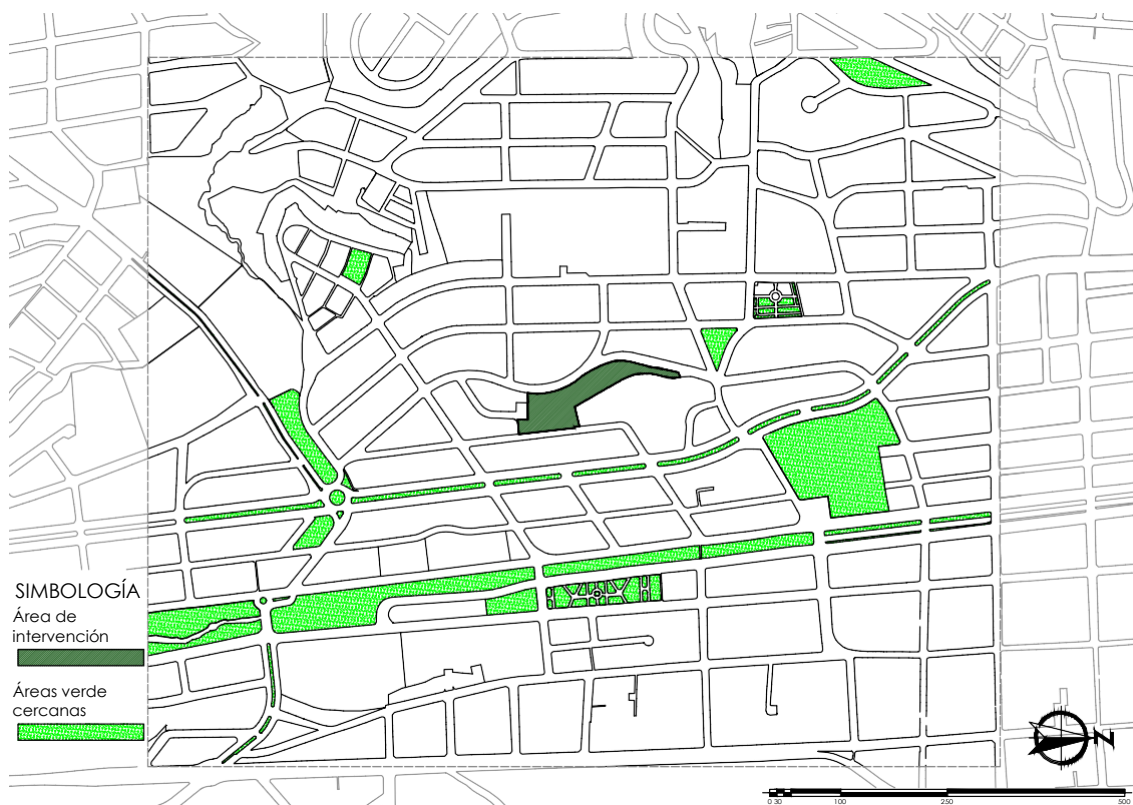 SIMBOLOGÍA
Área de
intervención
Áreas verde
cercanas
N
0 30 100 250 500